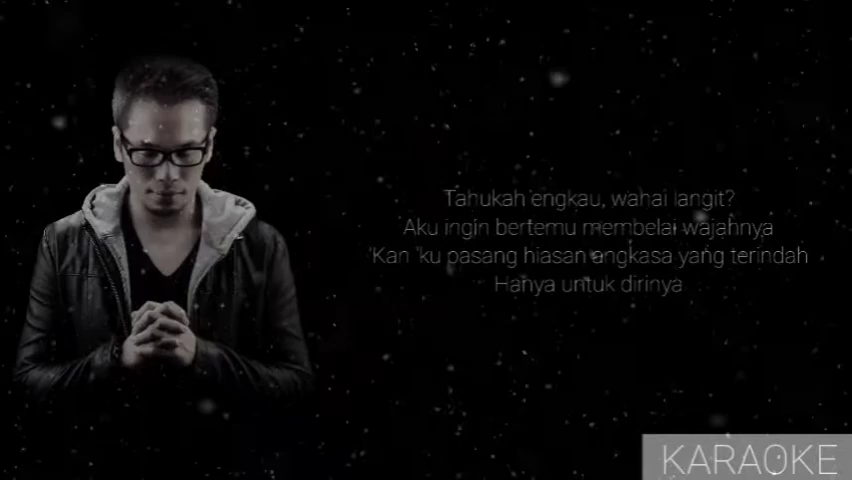 Tahukah engkau, wahai langit?
Aku ingin bertemu membelai wajahnya
'Kan 'ku pasang hiasan angkasa yang terindah
Hanya untuk dirinya
KARAOKE